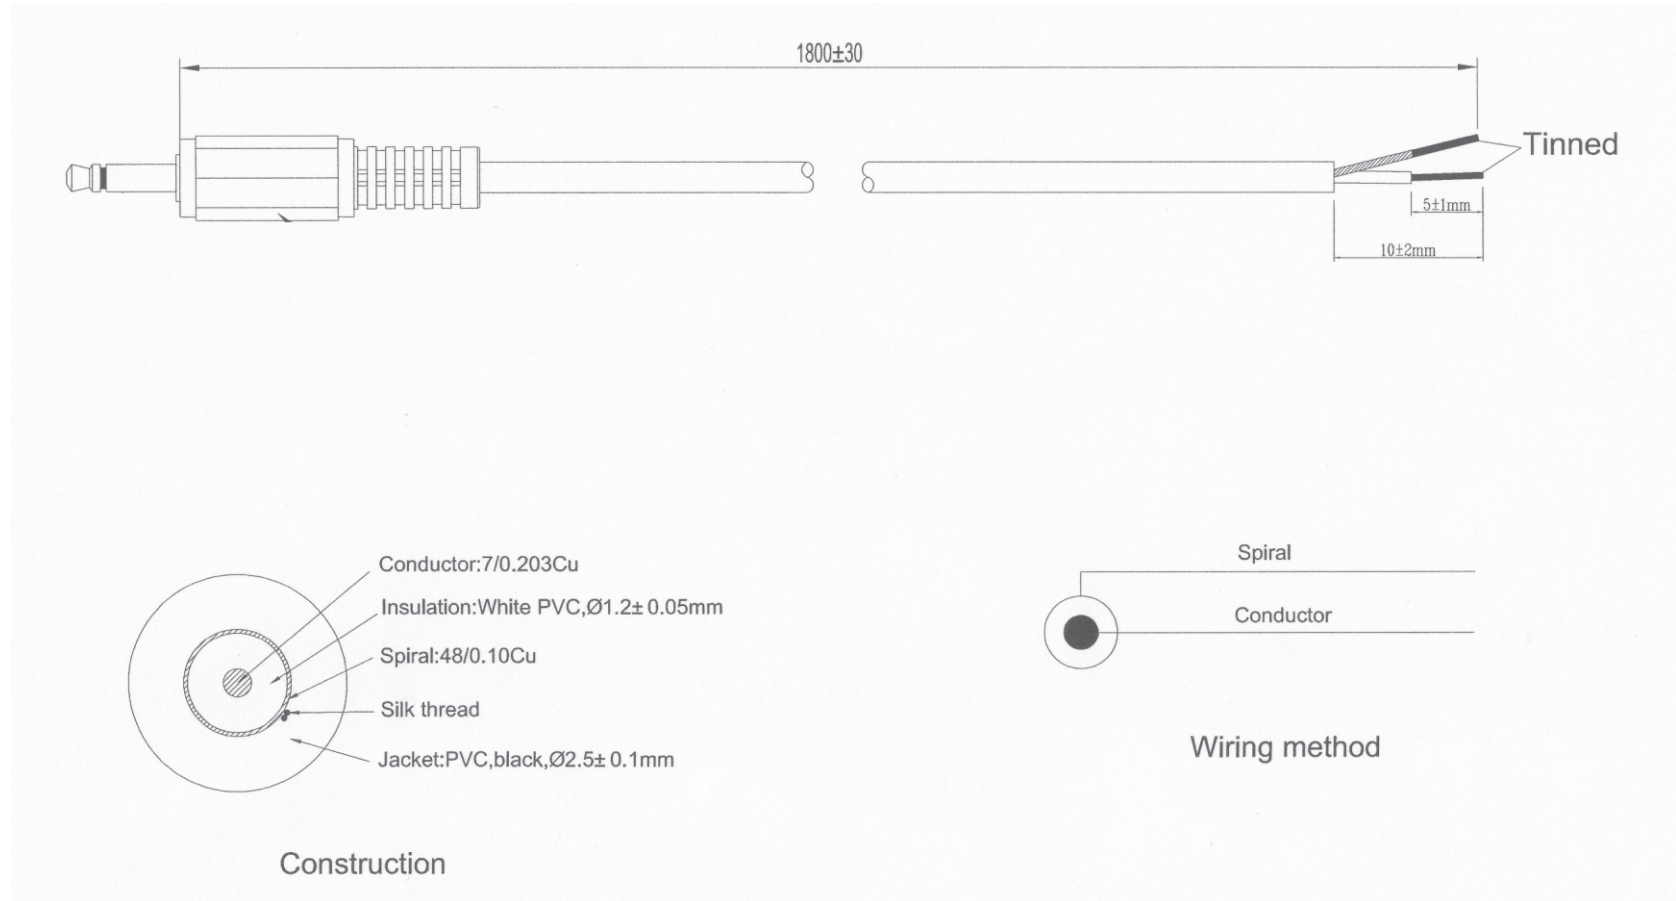 1800±30
Tinned
5±1mm
10±2mm
Conductor:7/0.203Cu
Insulation:White PVC,Ø1.2±0.05mm
Spiral:48/0.10Cu
Silk thread
Jacket:PVC,black,Ø2.5±0.1mm
Construction
Spiral
Conductor
Wiring method